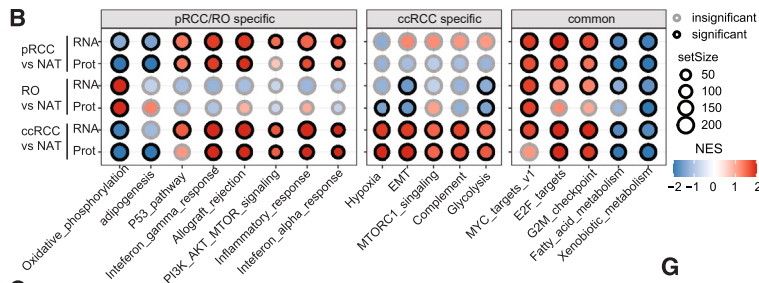 B
pRCC/RO specific
ccRCC specific
common
pRCC
vs NAT
RNA
Prot
RO
vs NAT
RNA
Prot
ccRCC
vs NAT
RNA
Prot
Oxidative_phosphorylation
adipogenesis
P53_pathway
Inteferon_gamma_response
Allograft_rejection
PI3K_AKT_MTOR_signaling
Inflammatory_response
Inteferon_alpha_response
Hypoxia
EMT
MTORC1_singaling
Complement
Glycolysis
MYC_targets_v1
E2F_targets
G2M_checkpoint
Fatty_acid_metabolism
Xenobiotic_metabolism
insignificant
significant
setSize
50
100
150
200
NES
−2 −1 0 1 2
G